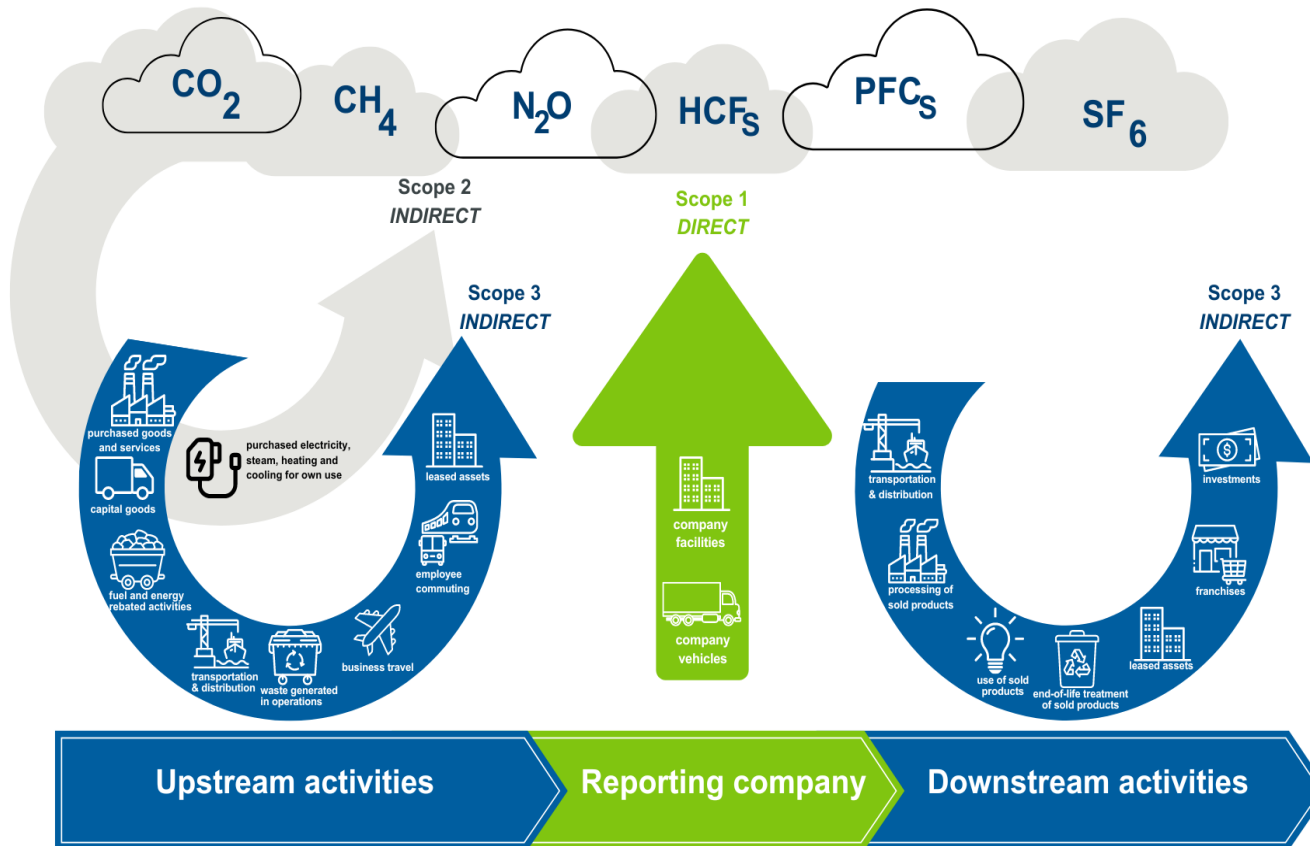 CO2
CH4
N2O
HCFS
PFCS
SF6
Scope 2
INDIRECT
Scope 1
DIRECT
Scope 3
INDIRECT
Scope 3
INDIRECT
purchased goods
and services
capital goods
fuel and energy
rebated activities
transportation
& distribution
waste generated
in operations
business travel
employee
commuting
leased assets
purchased electricity,
steam, heating and
cooling for own use
company
facilities
company
vehicles
transportation
& distribution
processing of
sold products
use of sold
products
end-of-life treatment
of sold products
leased assets
franchises
investments
$
Upstream activities
Reporting company
Downstream activities